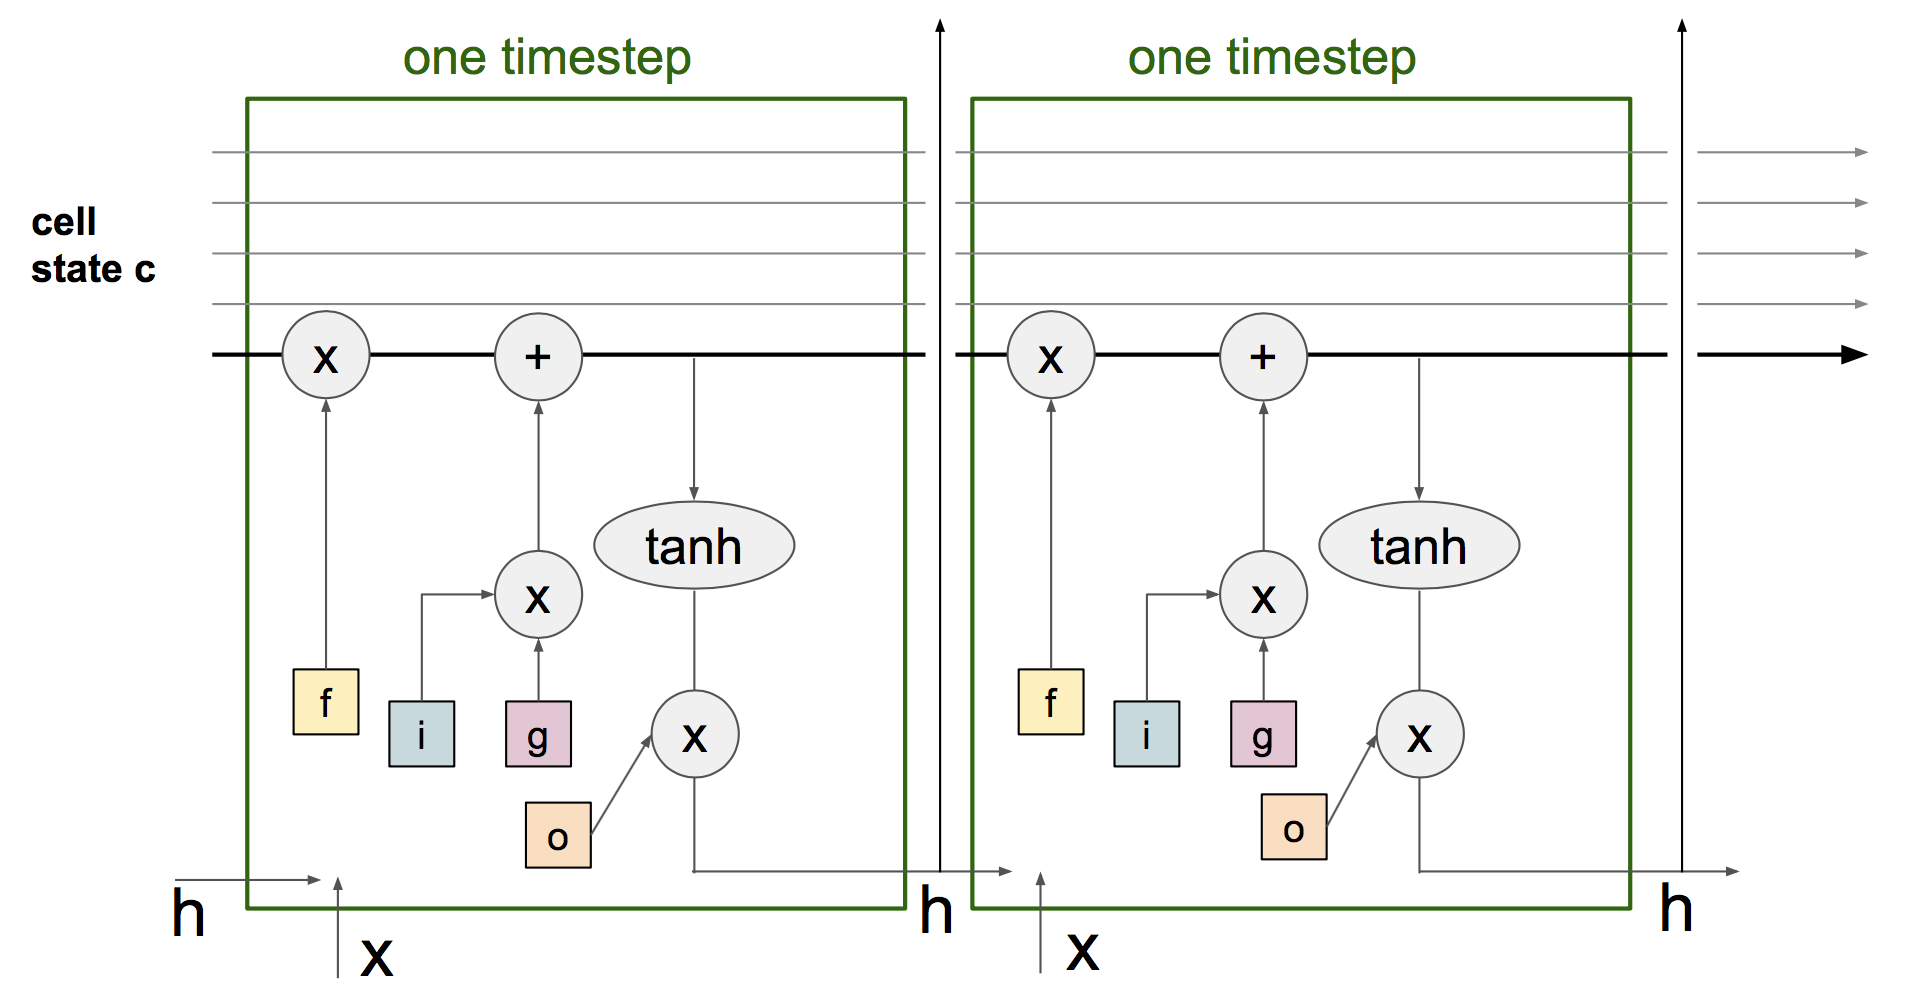 one timestep
one timestep
cell
state c
x
+
x
+
tanh
tanh
x
x
f
f
i
g
x
i
g
x
o
o
h
h
h
x
x